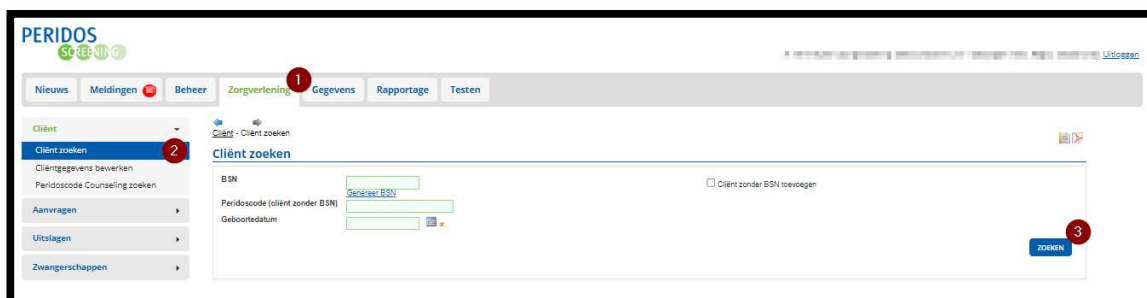 PERIDOS
SCREENING
Uitloggen
Nieuws Meldingen Beheer Zorgverlening 1 Gegevens Rapportage Testen
Cliënt
Cliënt zoeken 2
Cliëntgegevens bewerken
Peridoscode Counseling zoeken
Aanvragen
Uitslagen
Zwangerschappen
Cliënt - Cliënt zoeken
Cliënt zoeken
BSN
Genereer BSN
Cliënt zonder BSN toevoegen
Peridoscode (cliënt zonder BSN)
Geboortedatum *
3
ZOEKEN